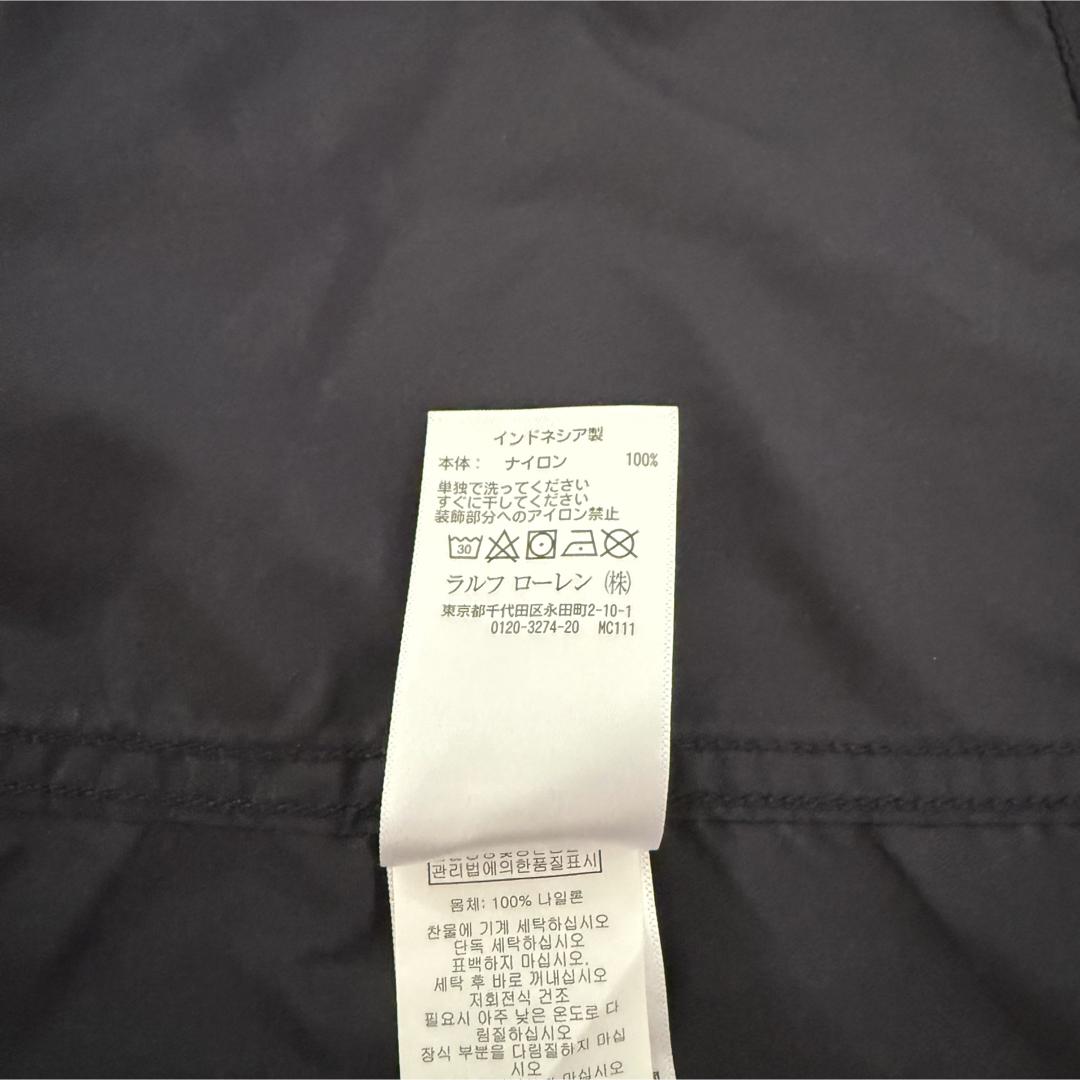 インドネシア製
本体： ナイロン 100%
単独で洗ってください
すぐに干してください
装飾部分へのアイロン禁止
30
ラルフ ローレン ㈱
東京都千代田区永田町2-10-1
0120-3274-20 MC111
관리법에의한품질표시
몸체: 100% 나일론
찬물에 기계 세탁하십시오
단독 세탁하십시오
표백하지 마십시오.
세탁 후 바로 꺼내십시오
저회전식 건조
필요시 아주 낮은 온도로 다
림질하십시오
장식 부분을 다림질하지 마십
시오
마십시오